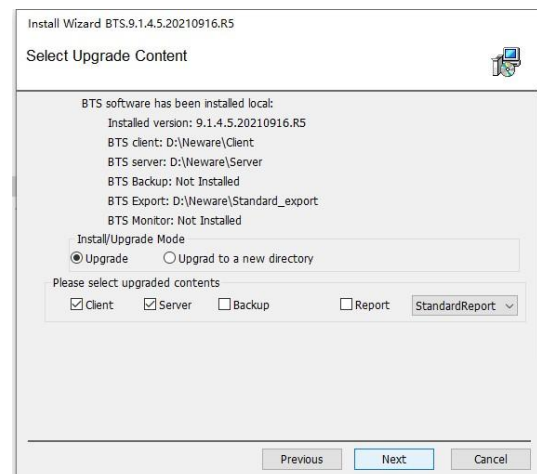 Install Wizard BTS.9.1.4.5.20210916.R5
Select Upgrade Content
BTS software has been installed local:
Installed version: 9.1.4.5.20210916.R5
BTS client: D:\Neware\Client
BTS server: D:\Neware\Server
BTS Backup: Not Installed
BTS Export: D:\Neware\Standard_export
BTS Monitor: Not Installed
Install/Upgrade Mode
Upgrade Upgrad to a new directory
Please select upgraded contents
Client Server Backup Report StandardReport
Previous Next Cancel